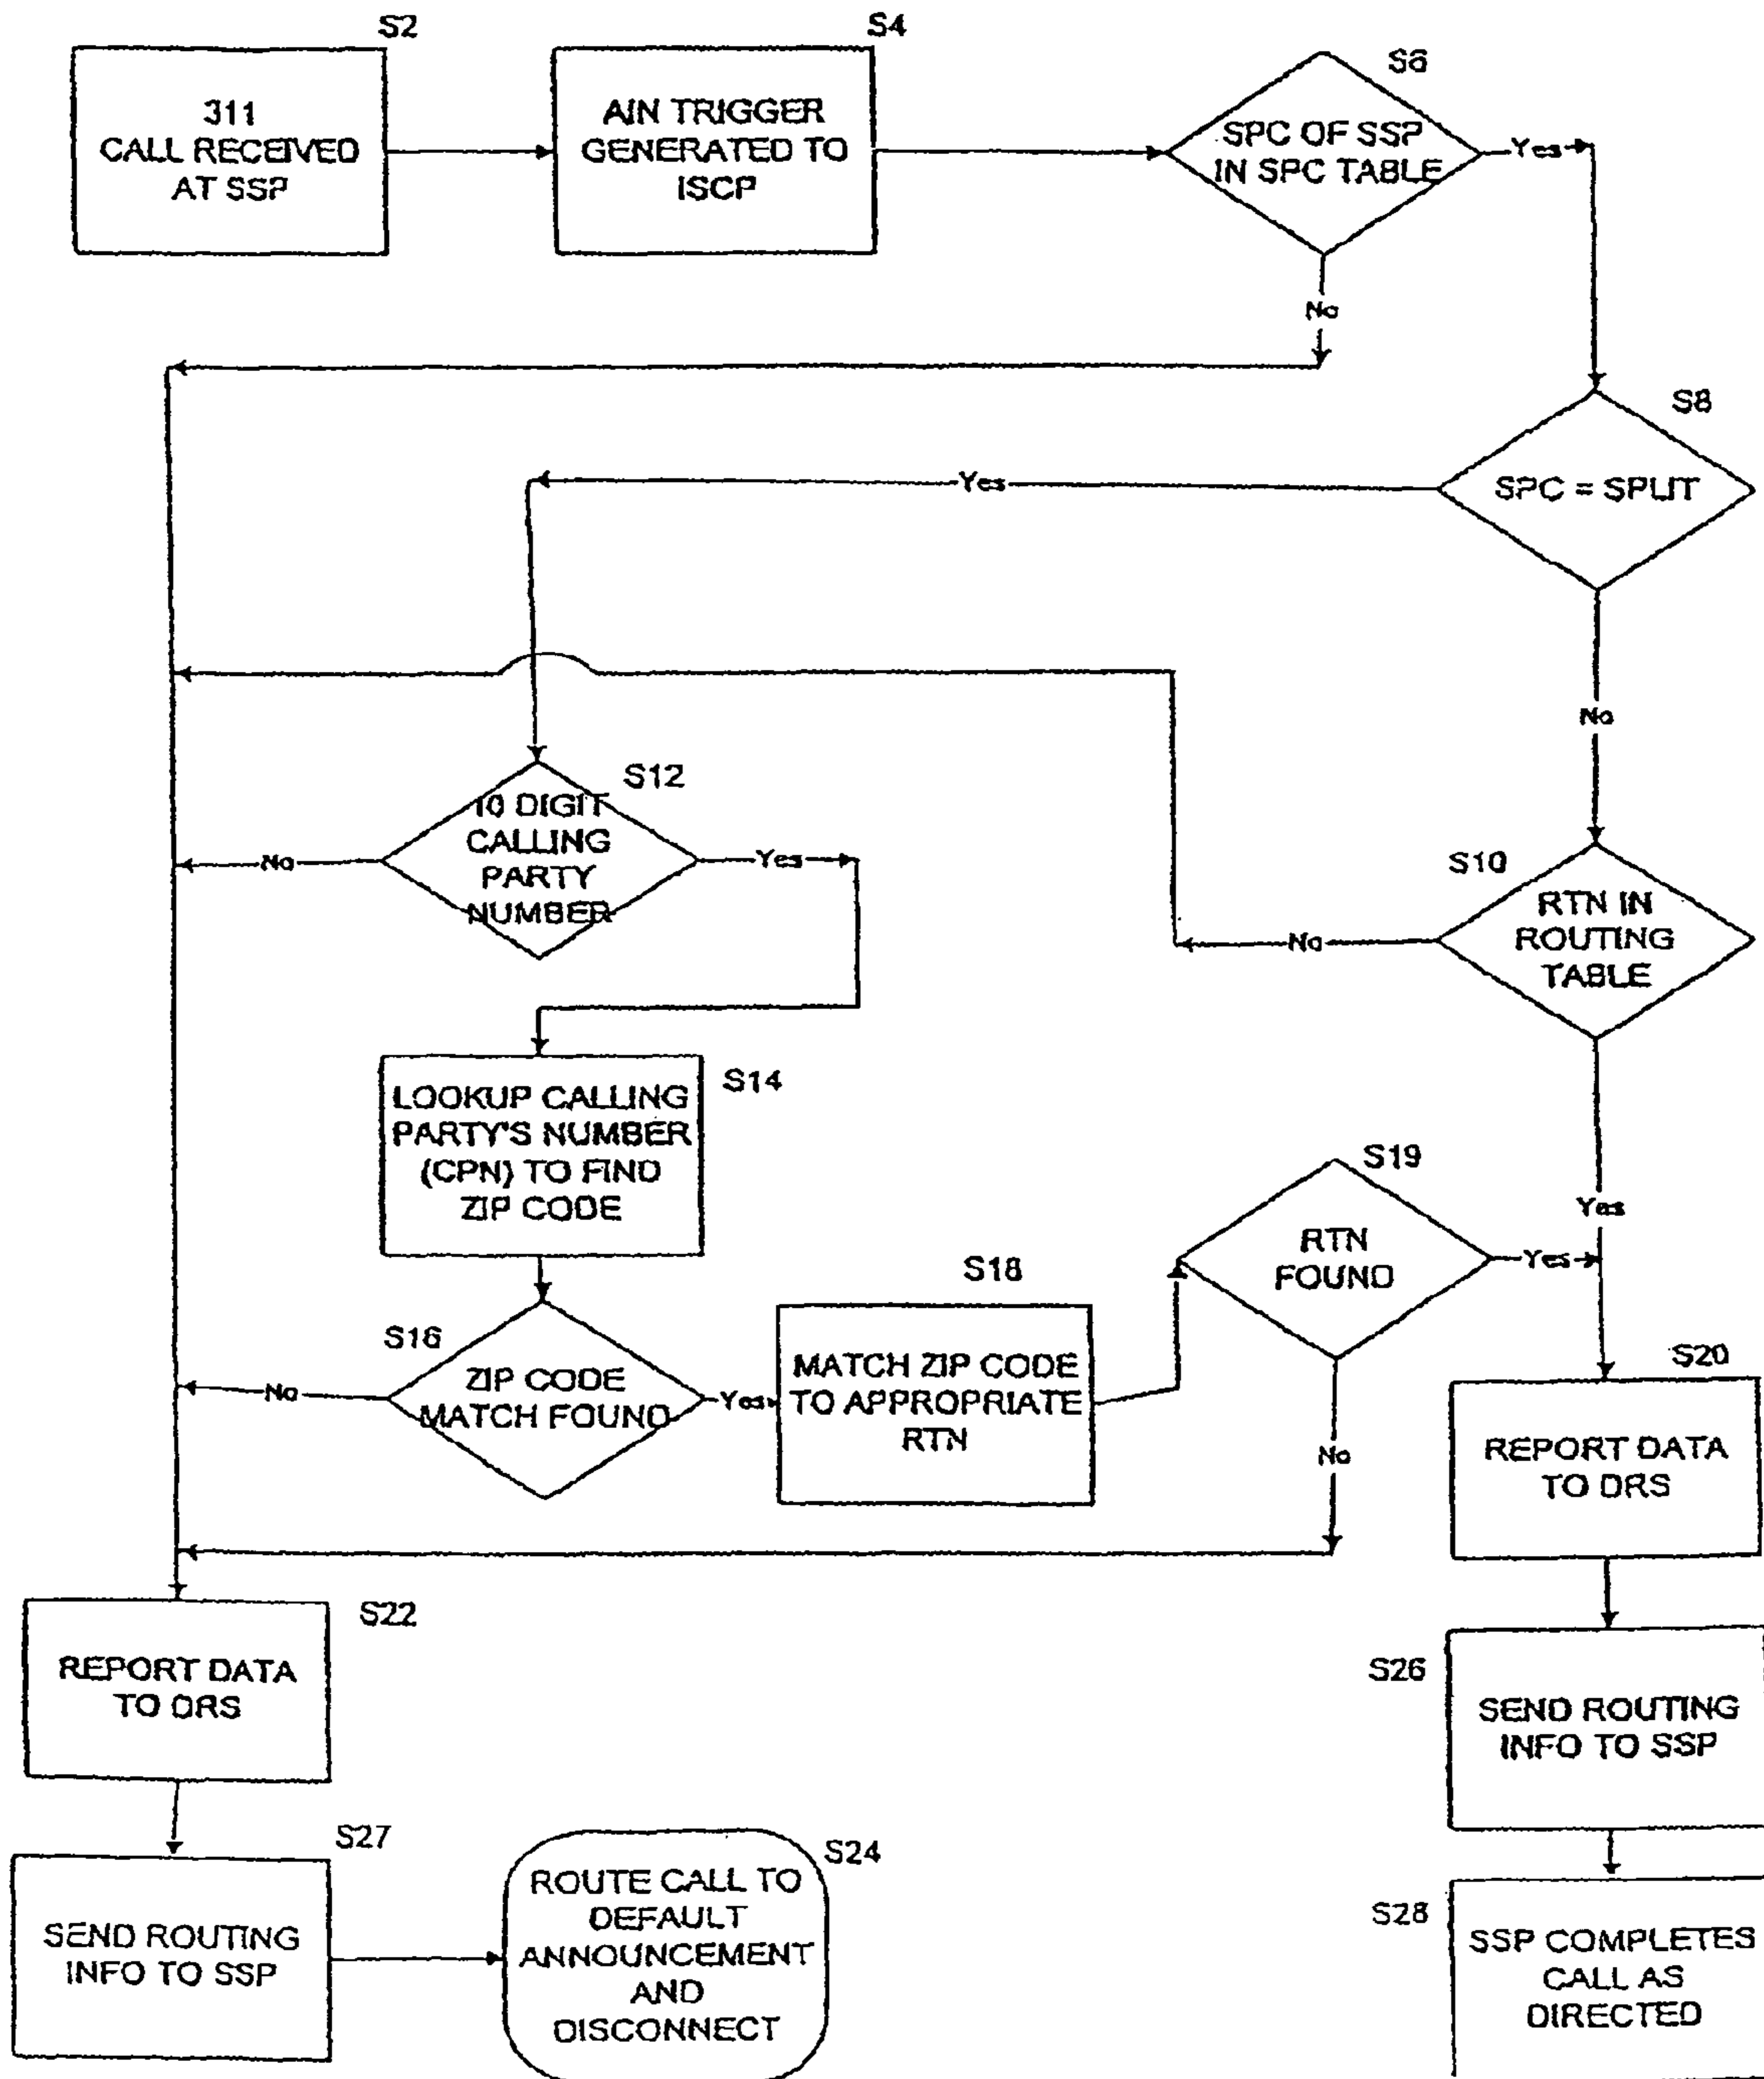 S2
311
CALL RECEIVED
AT SSP
S4
AIN TRIGGER
GENERATED TO
ISCP
S6
SPC OF SSP
IN SPC TABLE
Yes
No
S8
SPC = SPLIT
Yes
No
S12
10 DIGIT
CALLING
PARTY
NUMBER
No
Yes
S10
RTN IN
ROUTING
TABLE
No
Yes
S14
LOOKUP CALLING
PARTY'S NUMBER
(CPN) TO FIND
ZIP CODE
S16
ZIP CODE
MATCH FOUND
No
Yes
S18
MATCH ZIP CODE
TO APPROPRIATE
RTN
S19
RTN
FOUND
Yes
No
S20
REPORT DATA
TO DRS
S22
REPORT DATA
TO DRS
S26
SEND ROUTING
INFO TO SSP
S27
SEND ROUTING
INFO TO SSP
S24
ROUTE CALL TO
DEFAULT
ANNOUNCEMENT
AND
DISCONNECT
S28
SSP COMPLETES
CALL AS
DIRECTED